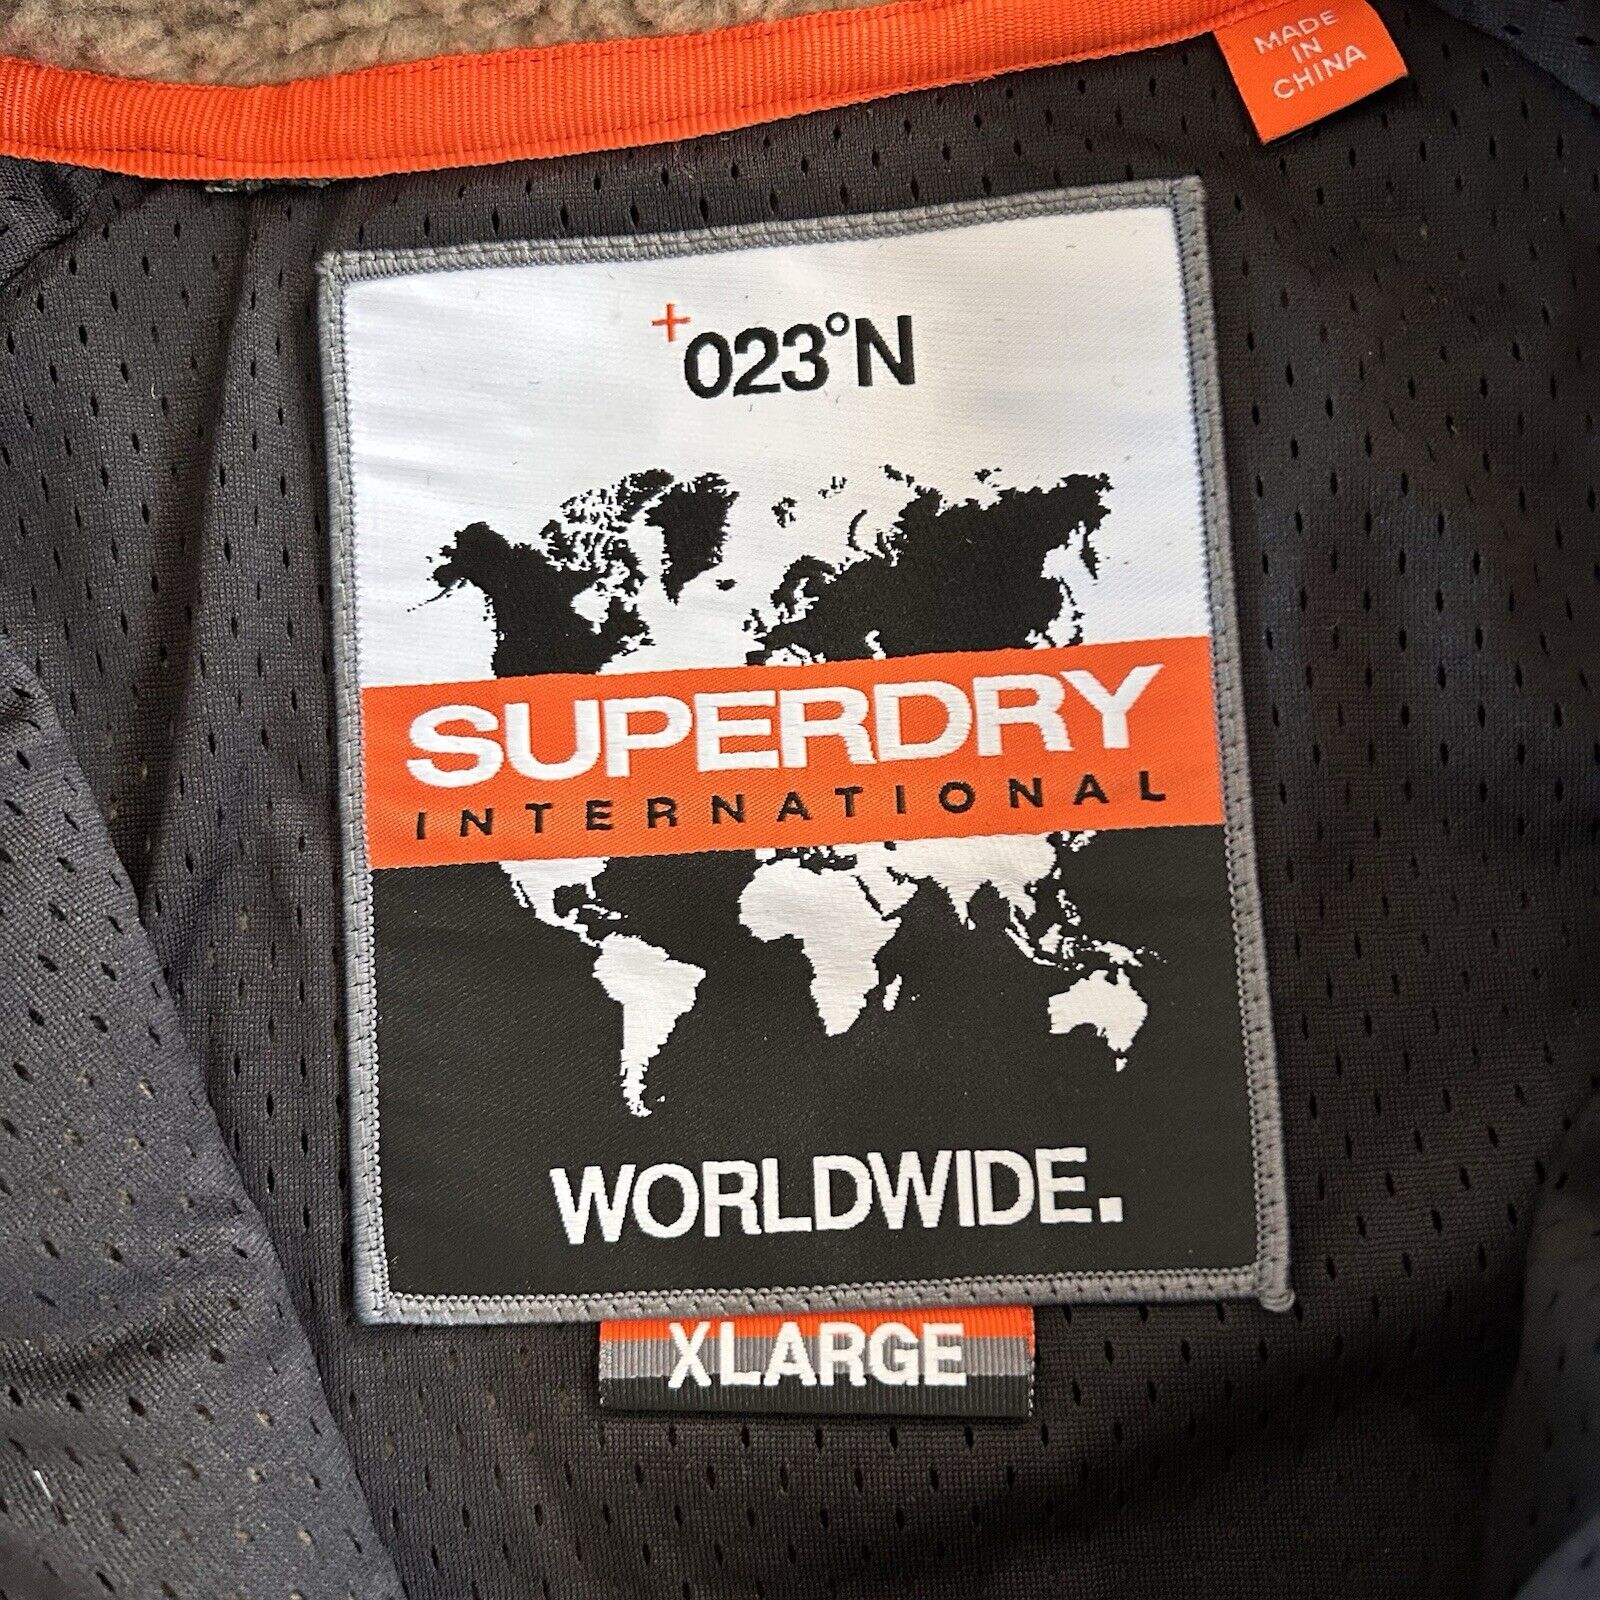 MADE
IN
CHINA
+023°N
SUPERDRY
INTERNATIONAL
WORLDWIDE.
XLARGE